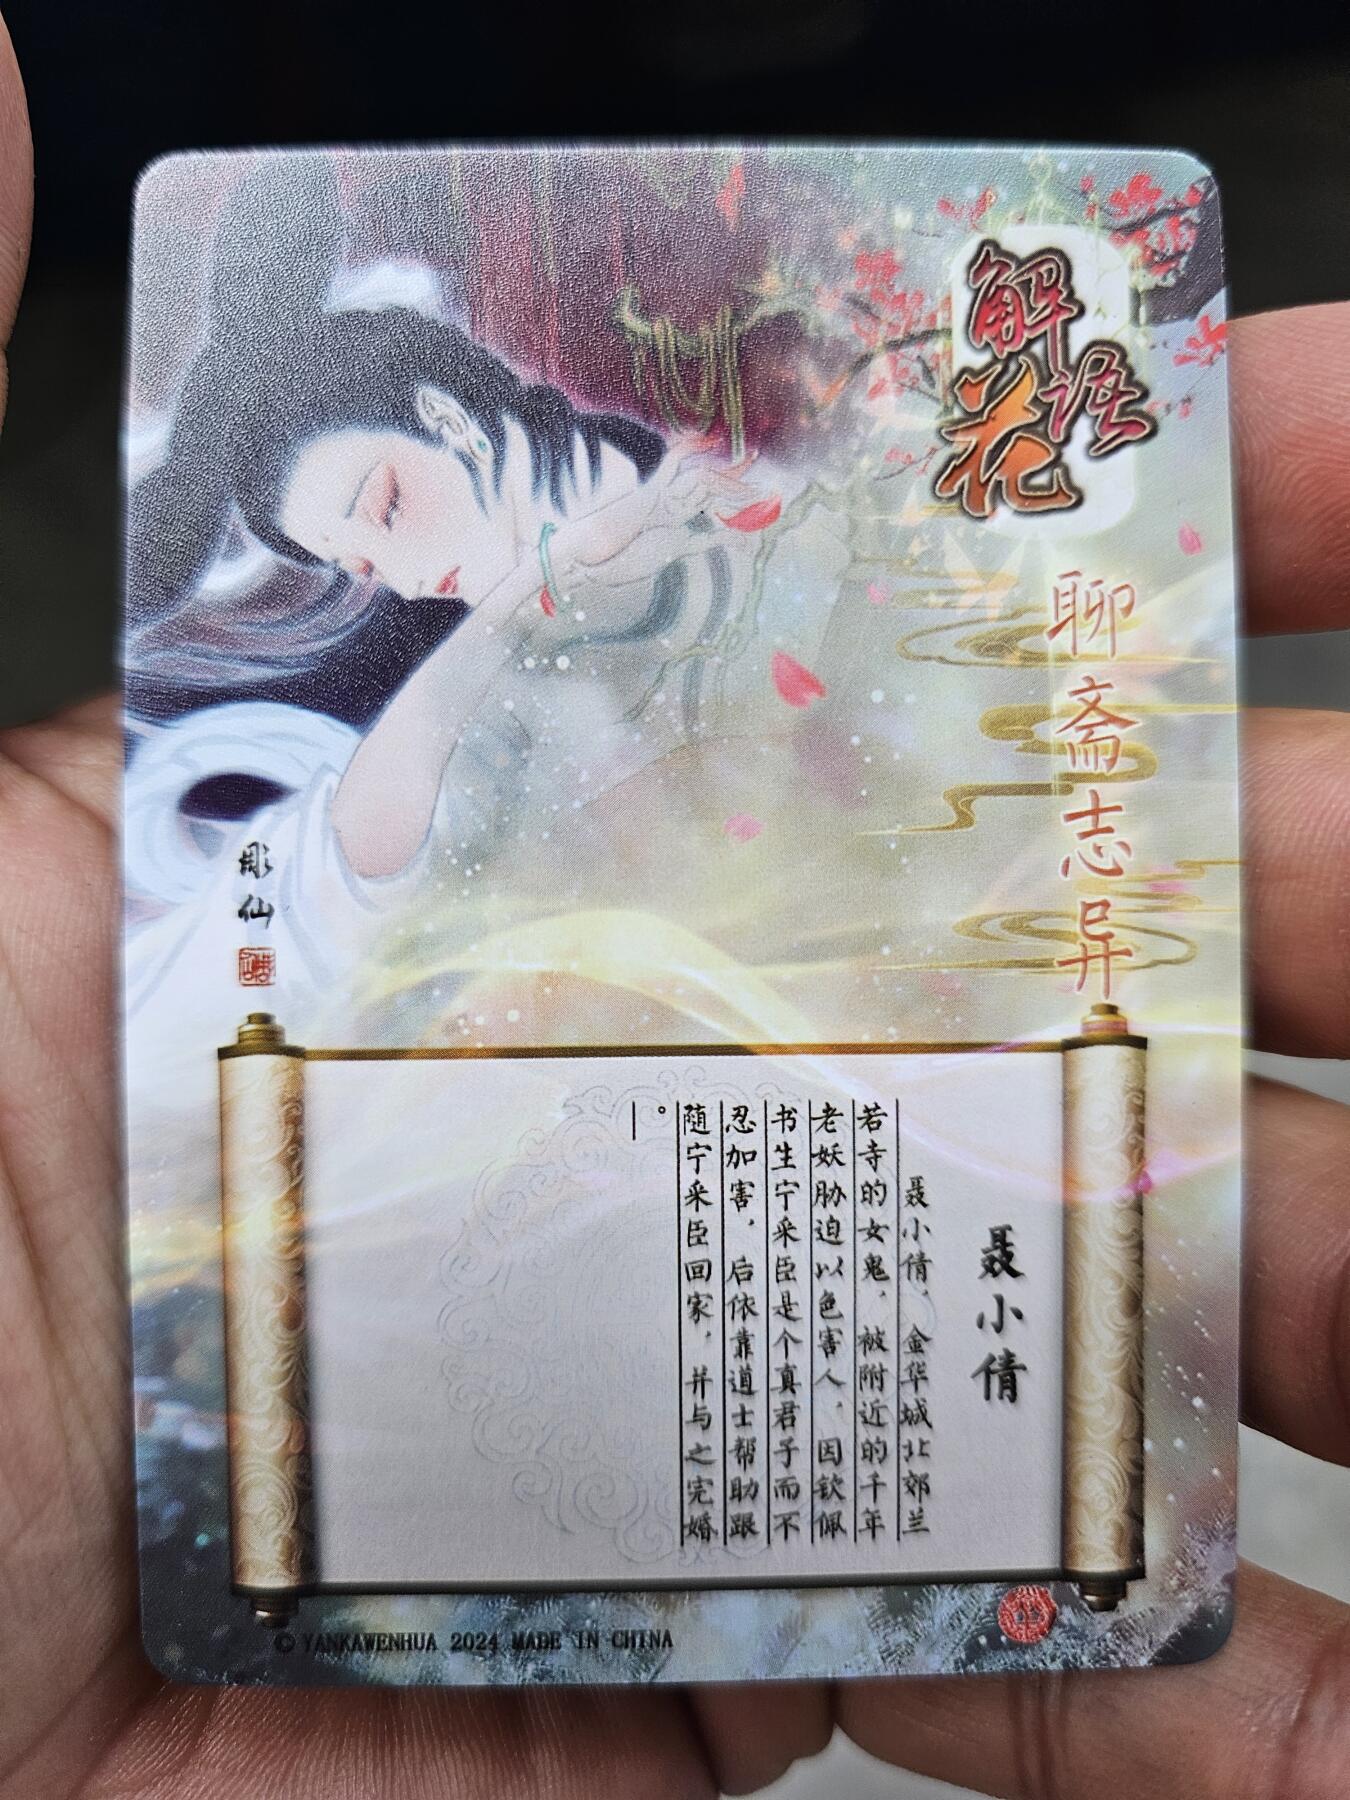 解语花
聊斋志异
彫仙
聂小倩
聂小倩，金华城北郊兰
若寺的女鬼，被附近的千年
老妖胁迫以色害人，因钦佩
书生宁采臣是个真君子而不
忍加害，后依靠道士帮助跟
随宁采臣回家，并与之完婚
。
© YANKAWENHUA 2024 MADE IN CHINA